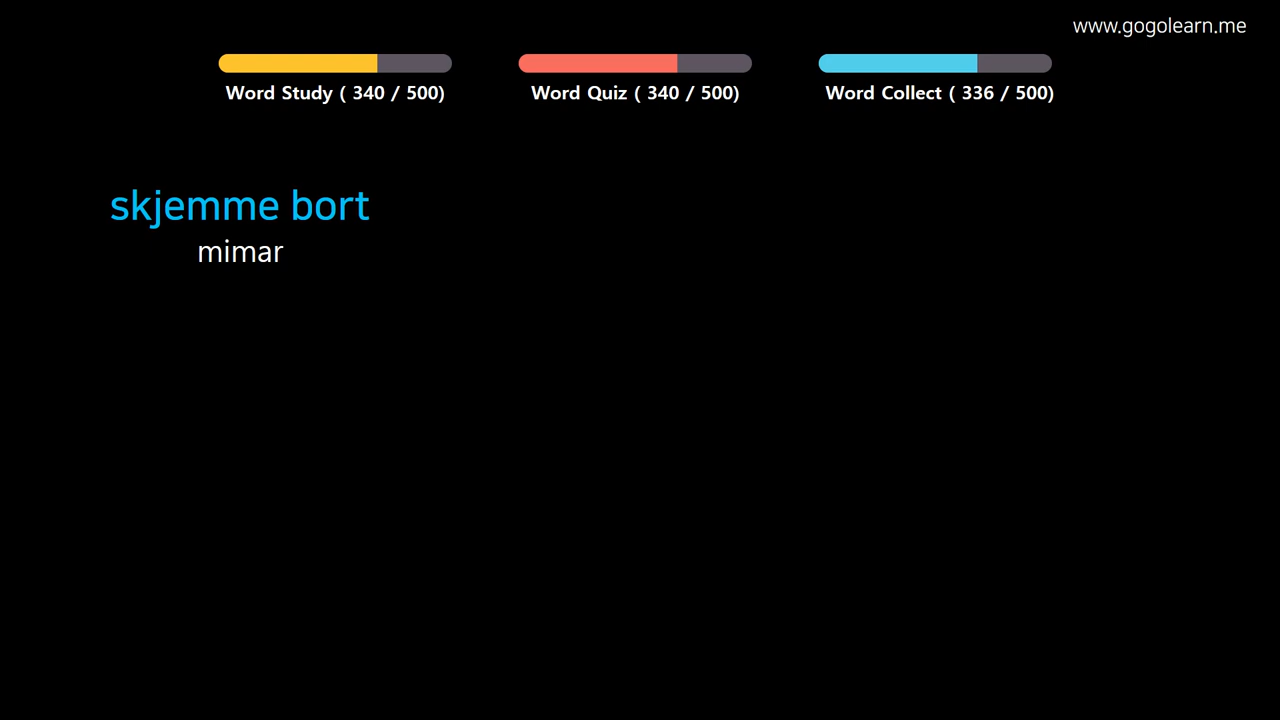 www.gogolearn.me
Word Study ( 340 / 500)
Word Quiz ( 340 / 500)
Word Collect ( 336 / 500)
skjemme bort
mimar